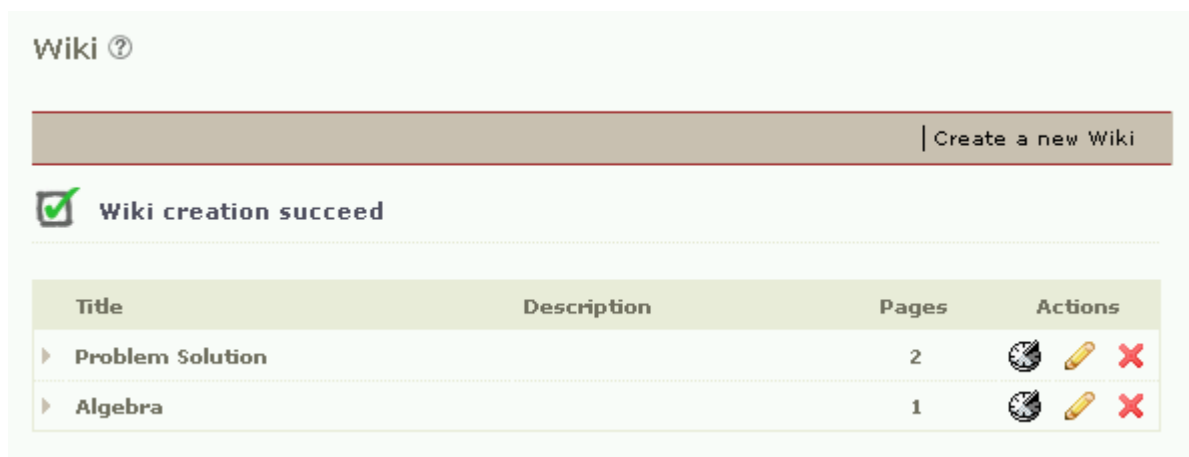 Wiki ?
Create a new Wiki
Wiki creation succeed
Title Description Pages Actions
Problem Solution 2
Algebra 1